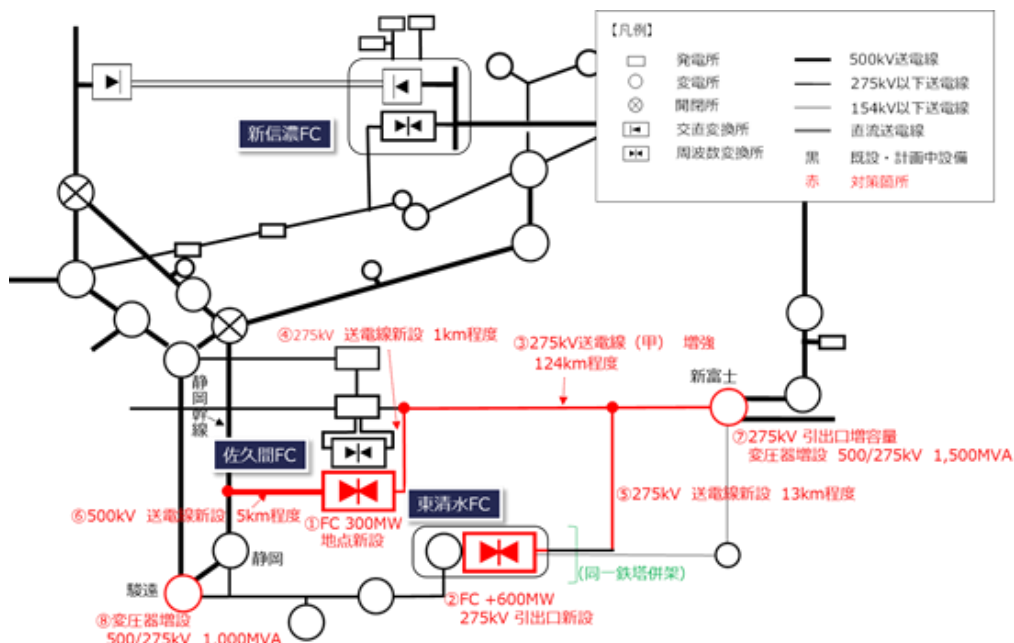 【凡例】
発電所
変電所
開閉所
交直変換所
周波数変換所
500kV送電線
275kV以下送電線
154kV以下送電線
直流送電線
黒 既設・計画中設備
赤 対策箇所
新信濃FC
④275kV 送電線新設 1km程度
③275kV送電線（甲） 増強
124km程度
新富士
静岡幹線
佐久間FC
⑦275kV 引出口増容量
変圧器増設 500/275kV 1,500MVA
東清水FC
⑤275kV 送電線新設 13km程度
⑥500kV 送電線新設 5km程度
①FC 300MW
地点新設
静岡
(同一鉄塔併架)
駿遠
②FC +600MW
275kV 引出口新設
⑧変圧器増設
500/275kV 1,000MVA